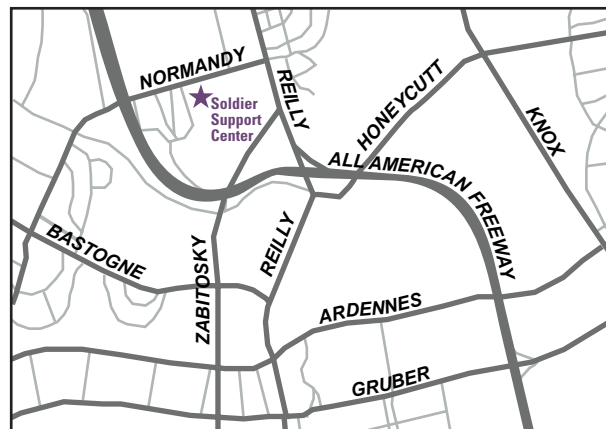 NORMANDY
REILLY
HONEYCUTT
KNOX
Soldier
Support
Center
ALL AMERICAN FREEWAY
BASTOGNE
ZABITOSKY
REILLY
ARDENNES
GRUBER